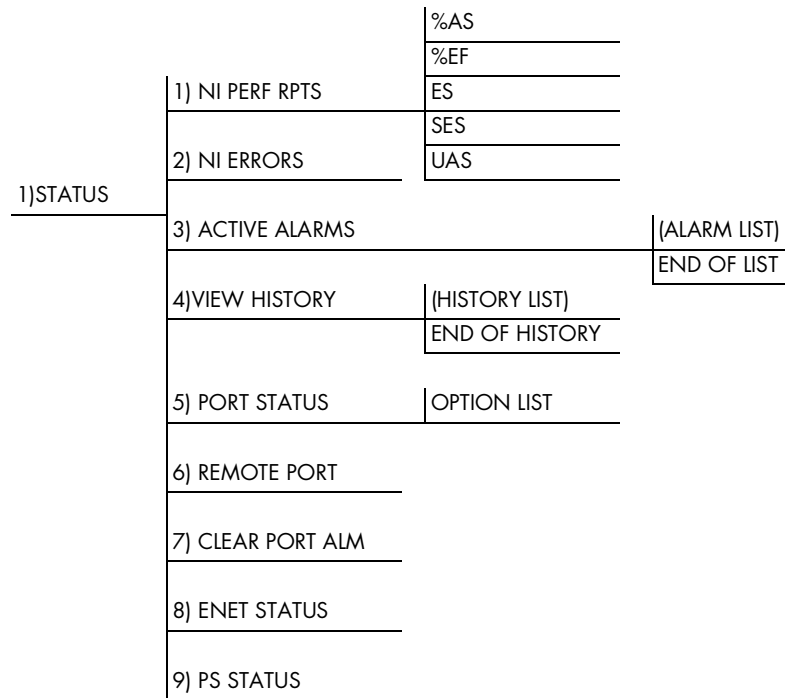 %AS
%EF
1) NI PERF RPTS
ES
SES
2) NI ERRORS
UAS
1)STATUS
3) ACTIVE ALARMS
(ALARM LIST)
END OF LIST
4)VIEW HISTORY
(HISTORY LIST)
END OF HISTORY
5) PORT STATUS
OPTION LIST
6) REMOTE PORT
7) CLEAR PORT ALM
8) ENET STATUS
9) PS STATUS